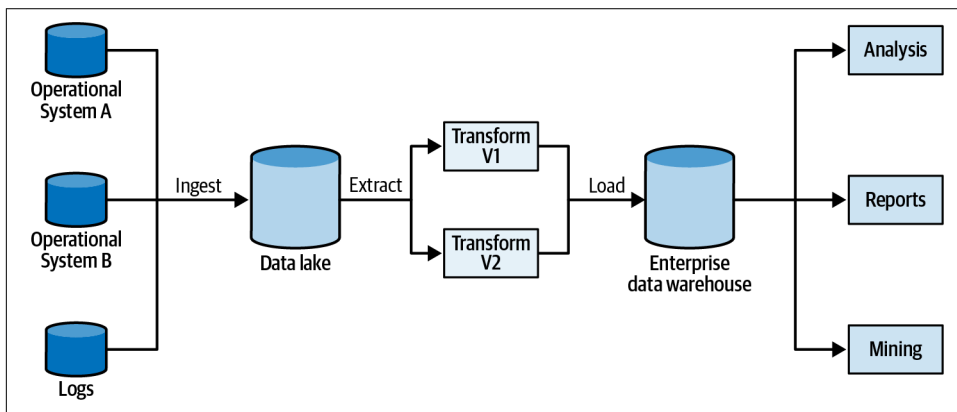 Operational
System A
Operational
System B
Logs
Ingest
Data lake
Extract
Transform
V1
Transform
V2
Load
Enterprise
data warehouse
Analysis
Reports
Mining